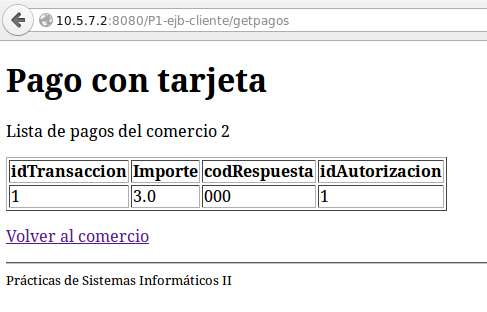 10.5.7.2:8080/P1-ejb-cliente/getpagos
Pago con tarjeta
Lista de pagos del comercio 2
idTransaccion Importe codRespuesta idAutorizacion
1 3.0 000 1
Volver al comercio
Prácticas de Sistemas Informáticos II